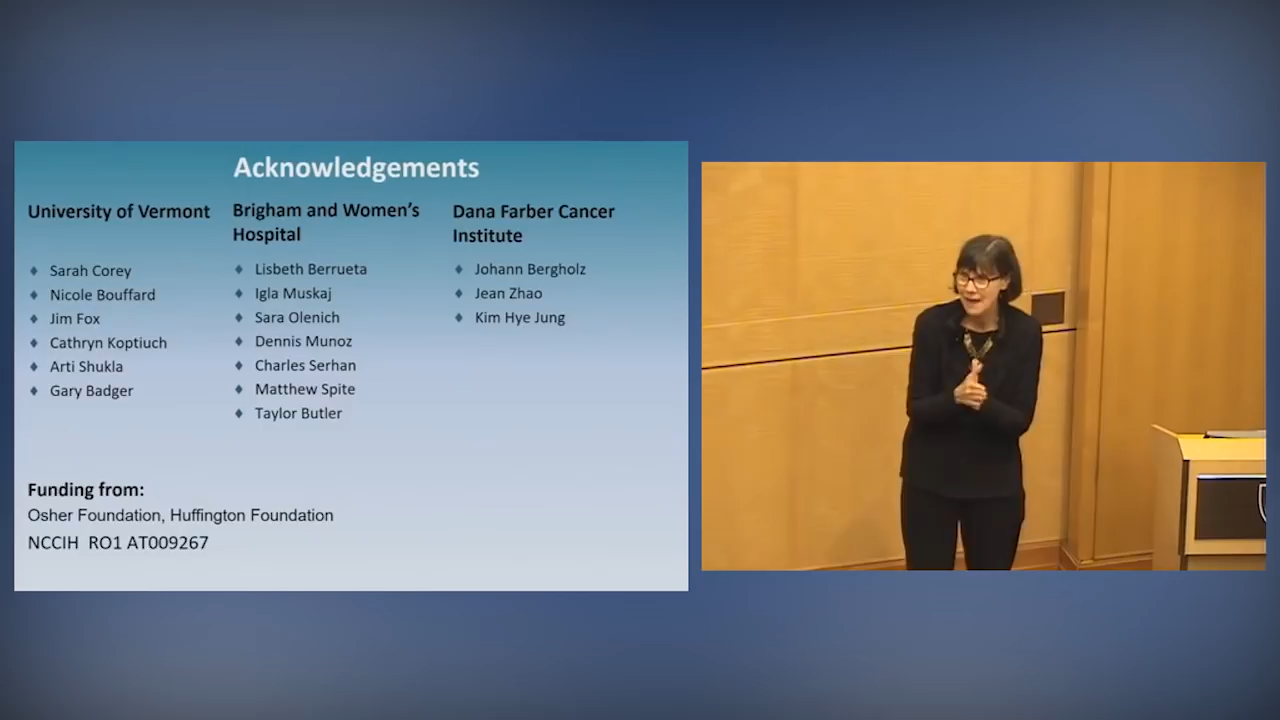 Acknowledgements
University of Vermont
Sarah Corey
Nicole Bouffard
Jim Fox
Cathryn Koptiuch
Arti Shukla
Gary Badger
Brigham and Women's
Hospital
Lisbeth Berrueta
Igla Muskaj
Sara Olenich
Dennis Munoz
Charles Serhan
Matthew Spite
Taylor Butler
Dana Farber Cancer
Institute
Johann Bergholz
Jean Zhao
Kim Hye Jung
Funding from:
Osher Foundation, Huffington Foundation
NCCIH RO1 AT009267